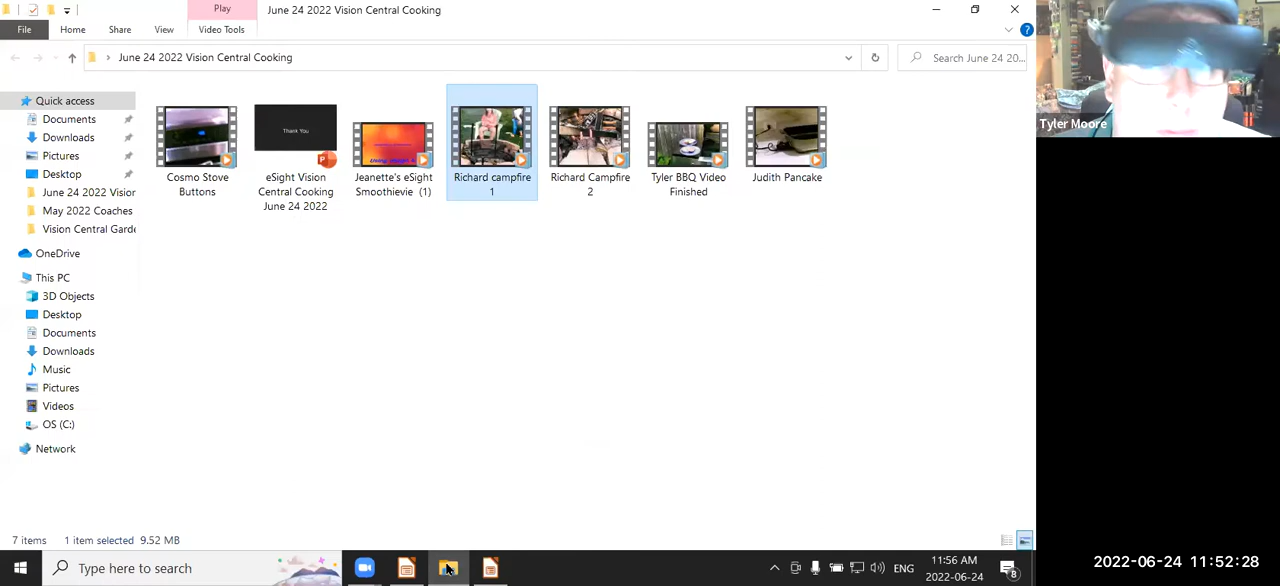 Play
June 24 2022 Vision Central Cooking
File
Home
Share
View
Video Tools
June 24 2022 Vision Central Cooking
Search June 24 20...
Tyler Moore
Quick access
Documents
Downloads
Pictures
Desktop
June 24 2022 Vision
May 2022 Coaches
Vision Central Garde
OneDrive
This PC
3D Objects
Desktop
Documents
Downloads
Music
Pictures
Videos
OS (C:)
Network
Thank You
Cosmo Stove
Buttons
eSight Vision
Central Cooking
June 24 2022
Jeanette's eSight
Smoothievie (1)
Richard campfire
1
Richard Campfire
2
Tyler BBQ Video
Finished
Judith Pancake
7 items
1 item selected 9.52 MB
Type here to search
ENG
11:56 AM
2022-06-24
8
2022-06-24 11:52:28